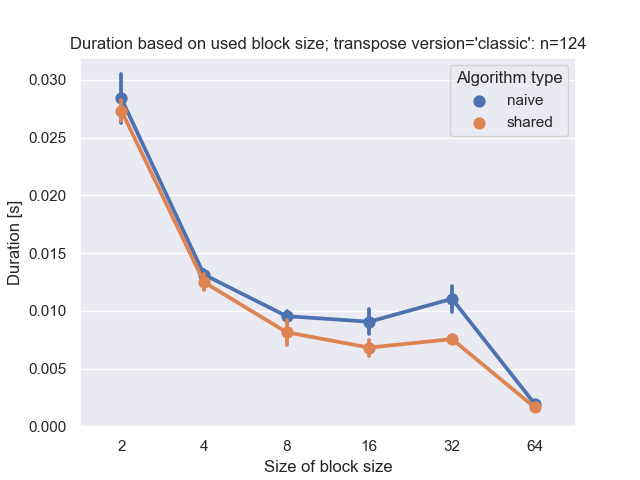 Duration based on used block size; transpose version='classic': n=124
Algorithm type
naive
shared
0.030
0.025
0.020
0.015
0.010
0.005
0.000
Duration [s]
2 4 8 16 32 64
Size of block size